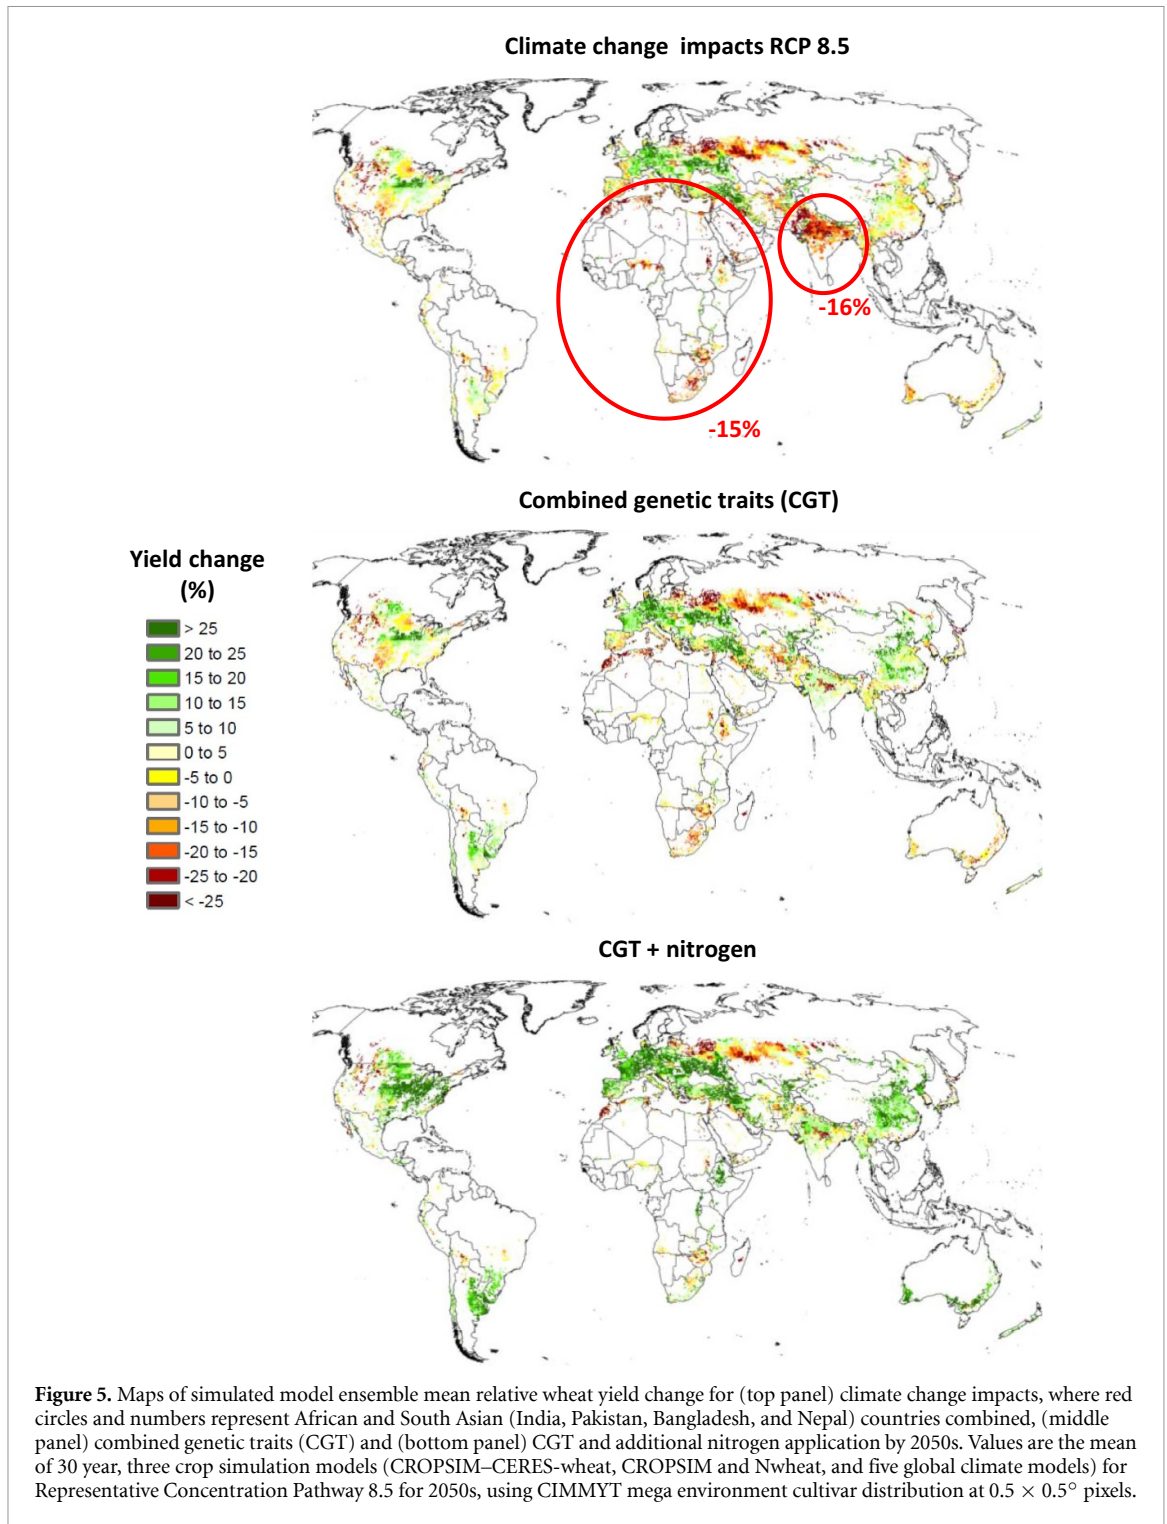 Climate change impacts RCP 8.5
-16%
-15%
Combined genetic traits (CGT)
Yield change
(%)
> 25
20 to 25
15 to 20
10 to 15
5 to 10
0 to 5
-5 to 0
-10 to -5
-15 to -10
-20 to -15
-25 to -20
< -25
CGT + nitrogen
Figure 5. Maps of simulated model ensemble mean relative wheat yield change for (top panel) climate change impacts, where red
circles and numbers represent African and South Asian (India, Pakistan, Bangladesh, and Nepal) countries combined, (middle
panel) combined genetic traits (CGT) and (bottom panel) CGT and additional nitrogen application by 2050s. Values are the mean
of 30 year, three crop simulation models (CROPSIM–CERES-wheat, CROPSIM and Nwheat, and five global climate models) for
Representative Concentration Pathway 8.5 for 2050s, using CIMMYT mega environment cultivar distribution at 0.5 × 0.5° pixels.